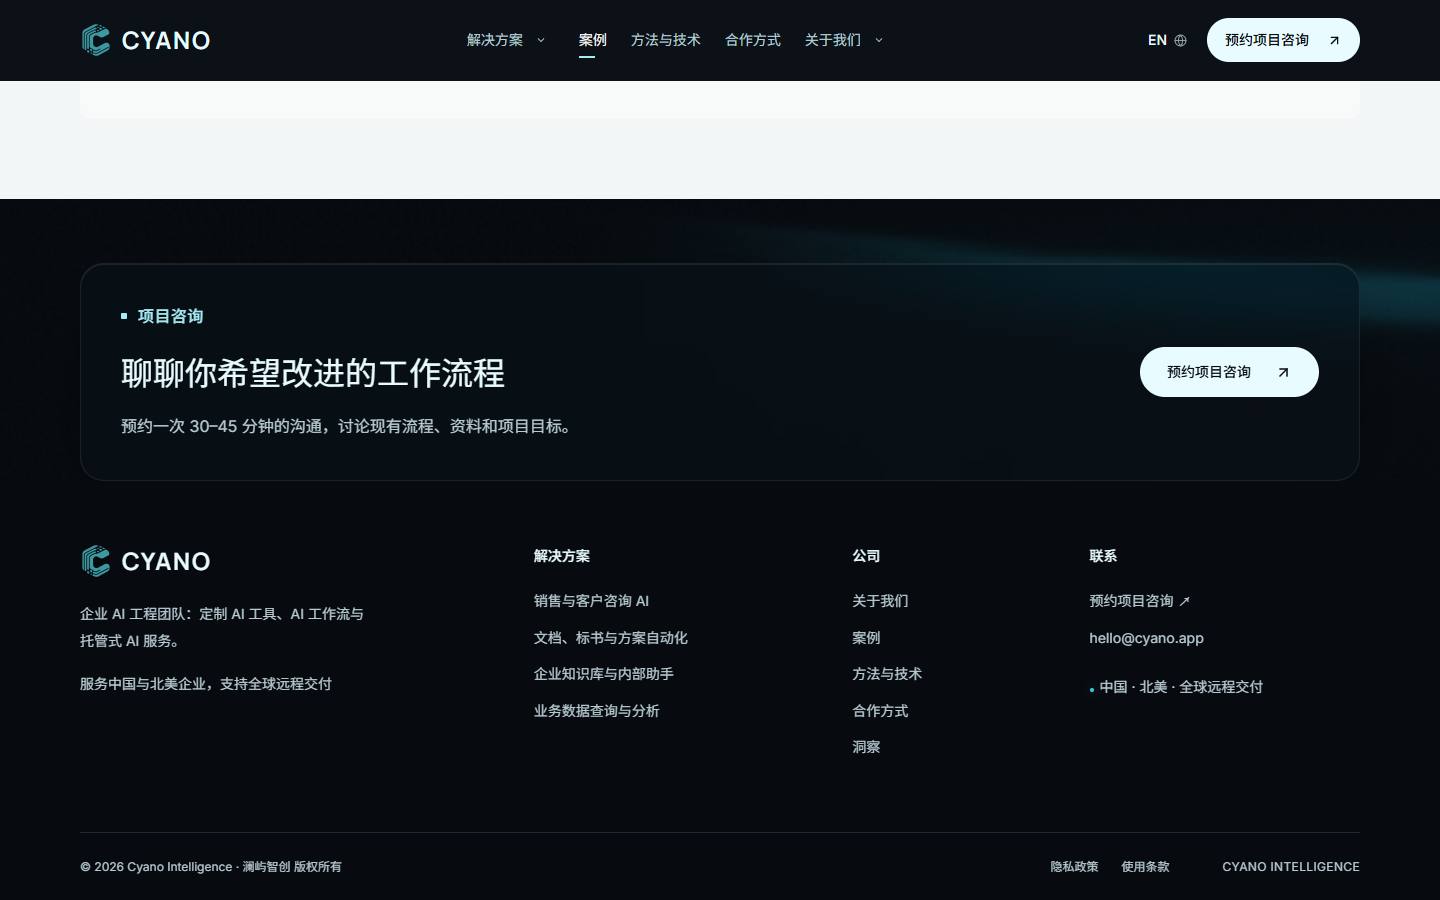 CYANO
解决方案
案例
方法与技术
合作方式
关于我们
EN
预约项目咨询
项目咨询
聊聊你希望改进的工作流程
预约一次 30–45 分钟的沟通，讨论现有流程、资料和项目目标。
预约项目咨询
CYANO
企业 AI 工程团队：定制 AI 工具、AI 工作流与
托管式 AI 服务。
服务中国与北美企业，支持全球远程交付
解决方案
销售与客户咨询 AI
文档、标书与方案自动化
企业知识库与内部助手
业务数据查询与分析
公司
关于我们
案例
方法与技术
合作方式
洞察
联系
预约项目咨询 ↗
hello@cyano.app
中国 · 北美 · 全球远程交付
© 2026 Cyano Intelligence · 澜屿智创 版权所有
隐私政策
使用条款
CYANO INTELLIGENCE